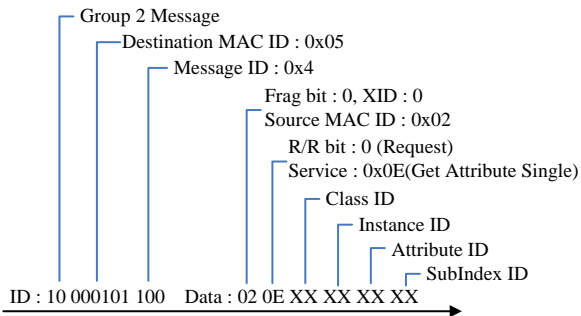 Group 2 Message
Destination MAC ID : 0x05
Message ID : 0x4
Frag bit : 0, XID : 0
Source MAC ID : 0x02
R/R bit : 0 (Request)
Service : 0x0E(Get Attribute Single)
Class ID
Instance ID
Attribute ID
SubIndex ID
ID : 10 000101 100 Data : 02 0E XX XX XX XX